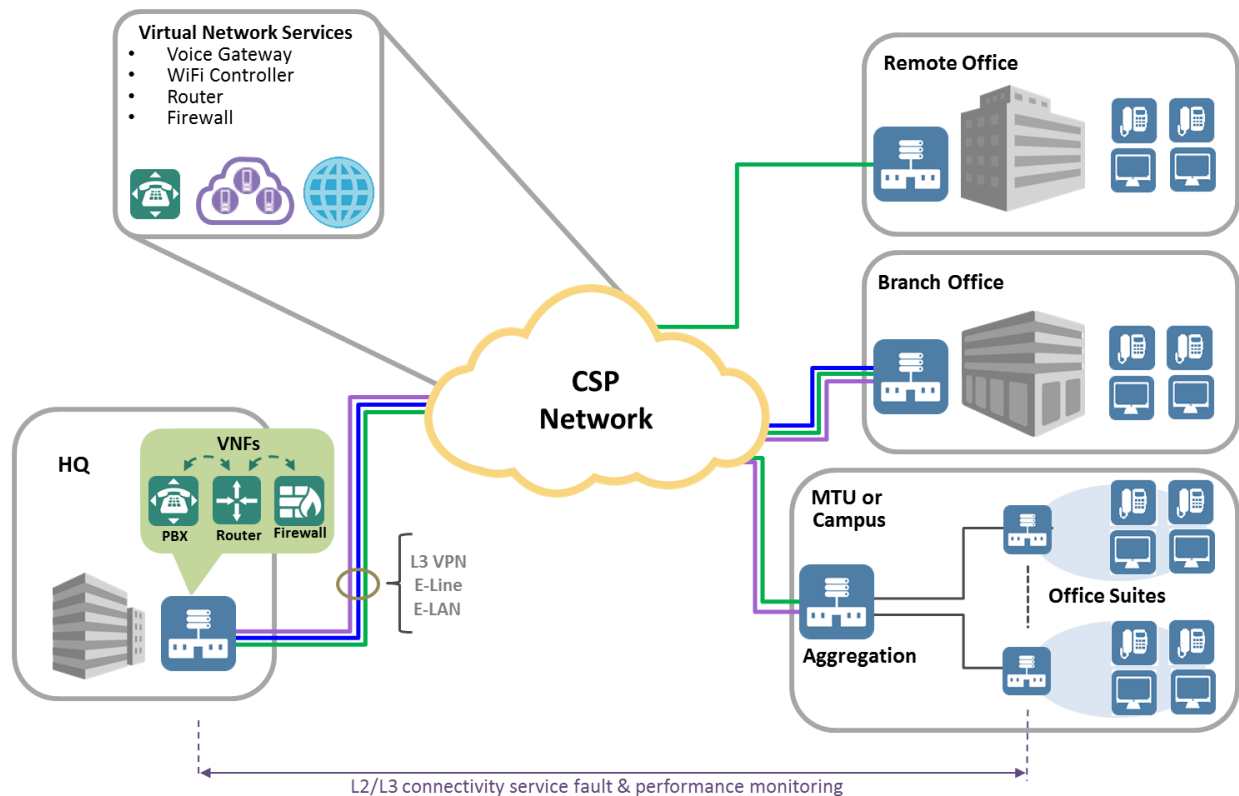 Virtual Network Services
• Voice Gateway
• WiFi Controller
• Router
• Firewall
Remote Office
Branch Office
CSP
Network
HQ
VNFs
PBX
Router
Firewall
L3 VPN
E-Line
E-LAN
MTU or
Campus
Office Suites
Aggregation
L2/L3 connectivity service fault & performance monitoring